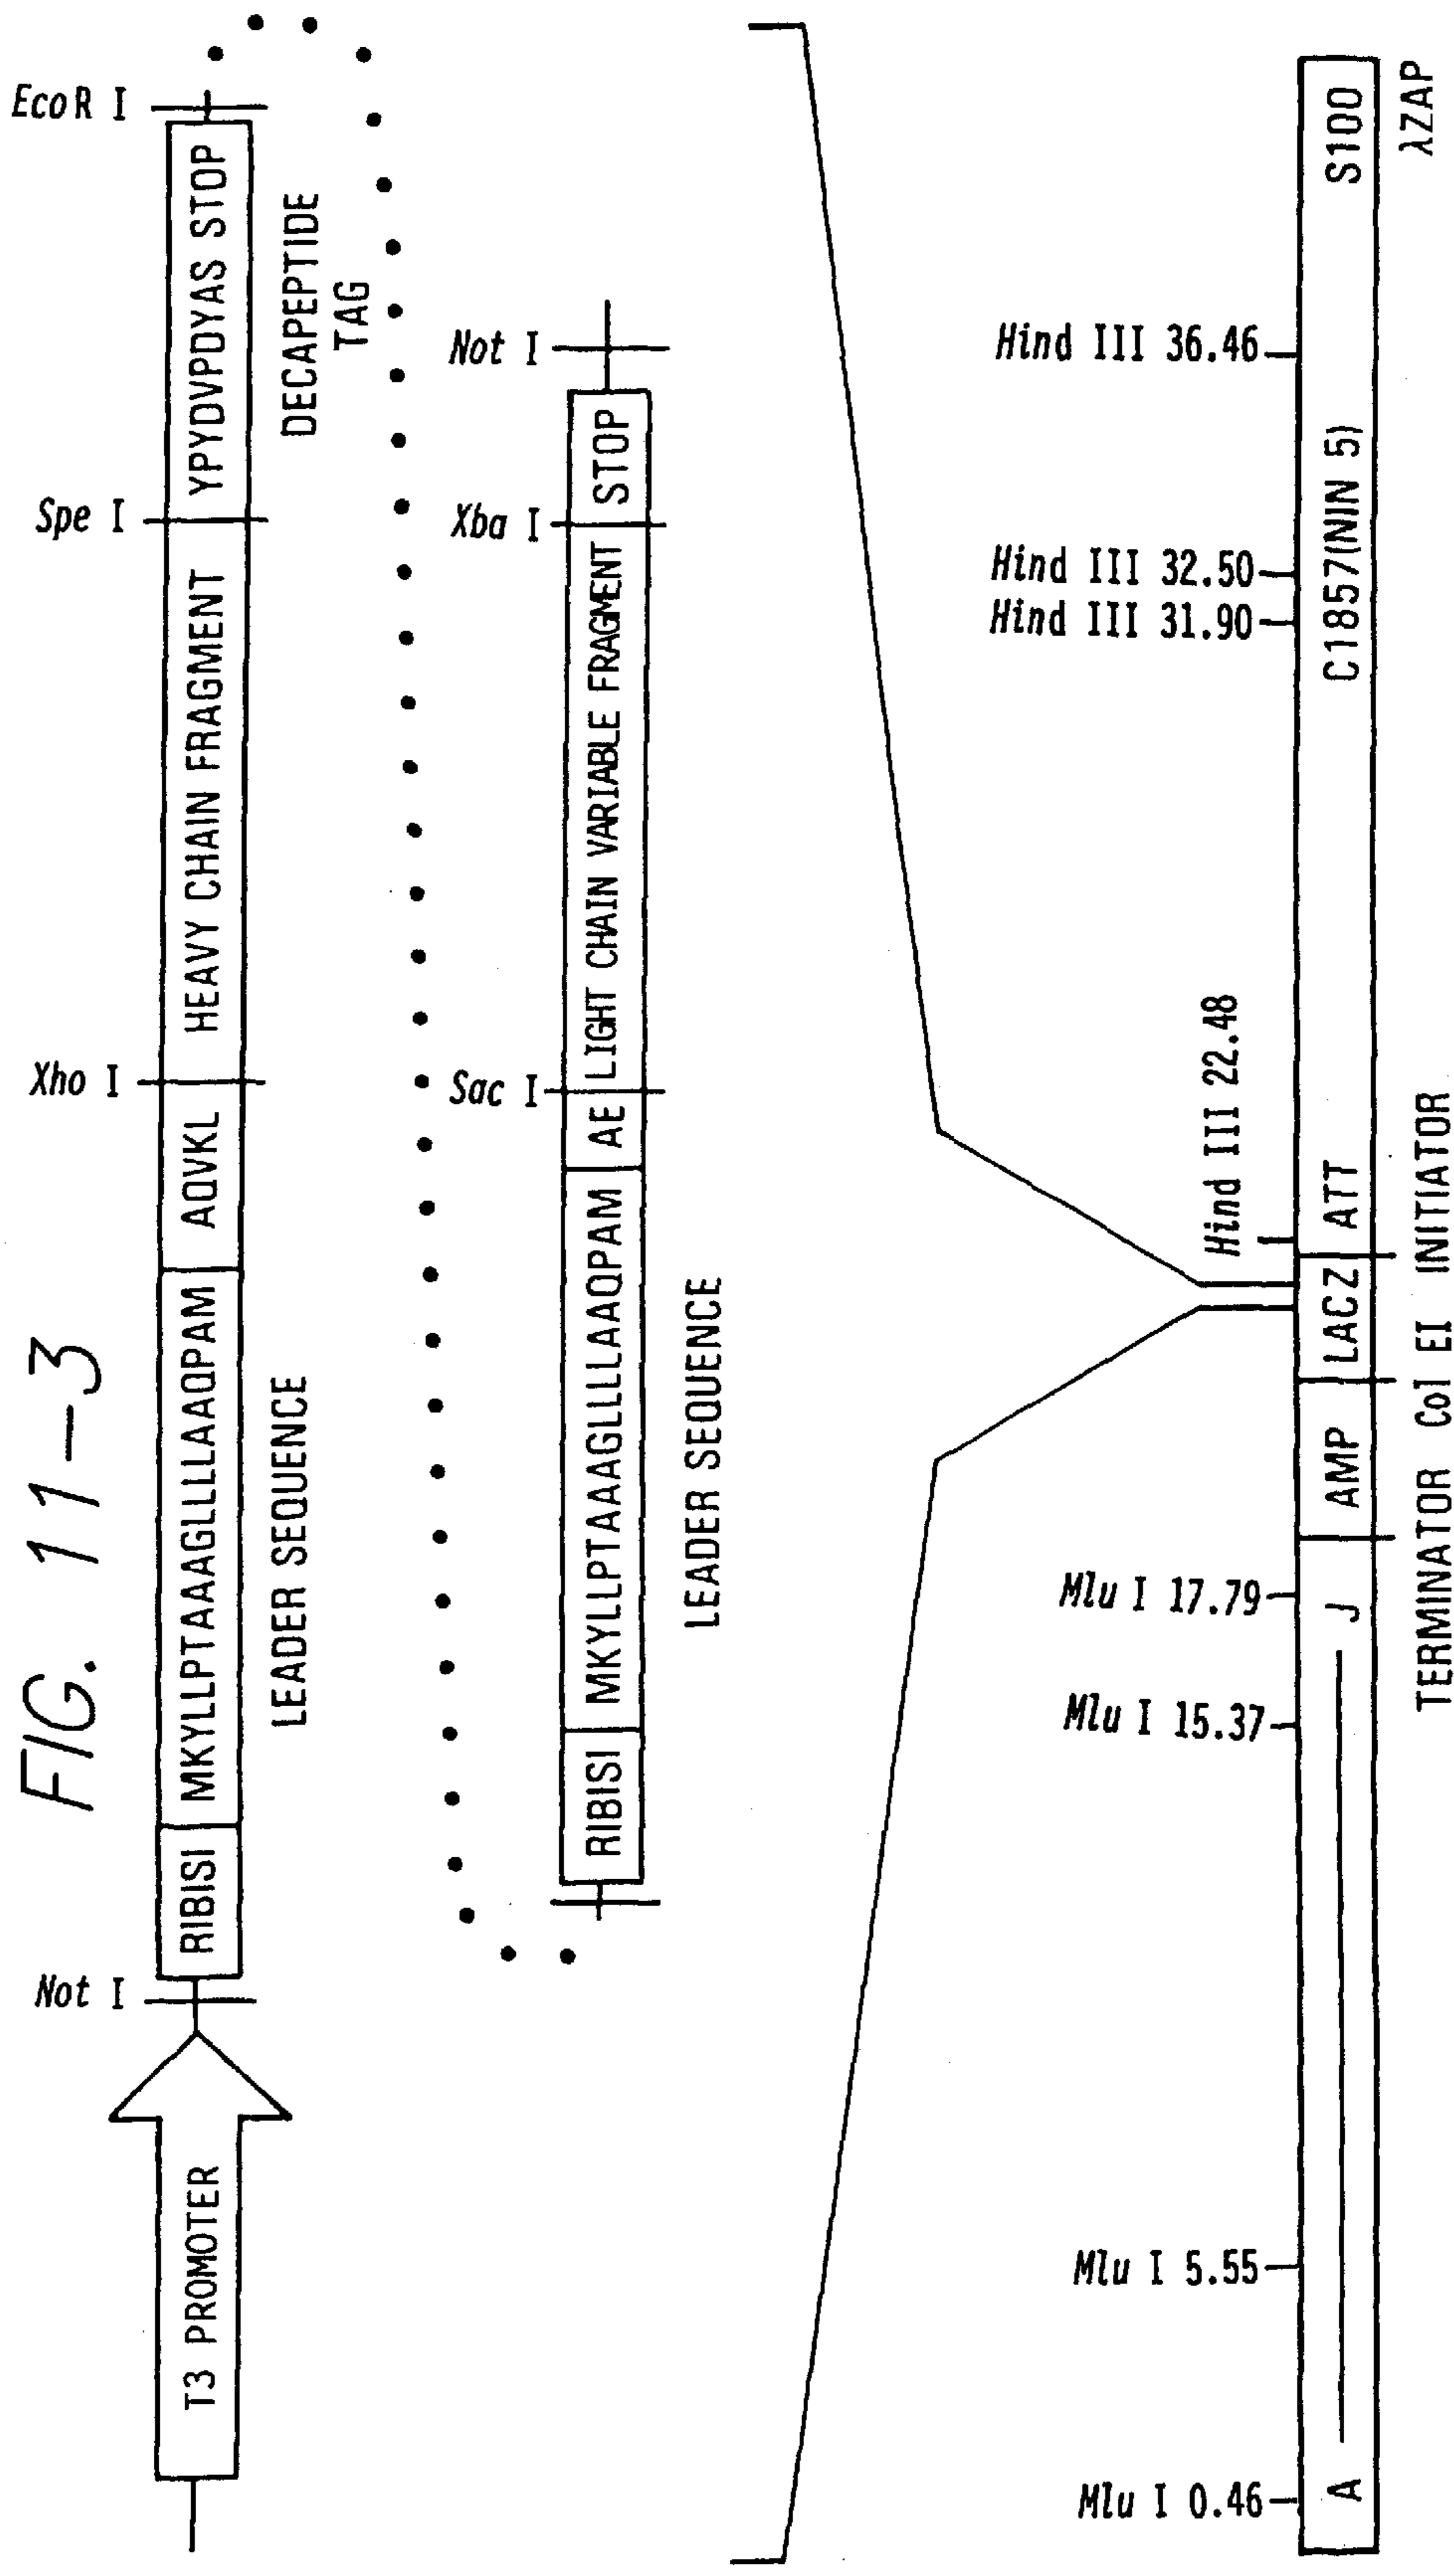 FIG. 11-3
Not I
Xho I
Spe I
EcoR I
T3 PROMOTER
RIBISI
MKYLLPTAAAGLLLLAAQPAM
AQVKL
HEAVY CHAIN FRAGMENT
YPYDVPDYAS STOP
LEADER SEQUENCE
DECAPEPTIDE
TAG
Sac I
Xba I
Not I
RIBISI
MKYLLPTAAAGLLLLAAQPAM
AE
LIGHT CHAIN VARIABLE FRAGMENT
STOP
LEADER SEQUENCE
Mlu I 0.46
Mlu I 5.55
Mlu I 15.37
Mlu I 17.79
Hind III 22.48
Hind III 31.90
Hind III 32.50
Hind III 36.46
A
J
AMP
LACZ
ATT
C1857(NIN 5)
S100
TERMINATOR Col EI INITIATOR
λZAP